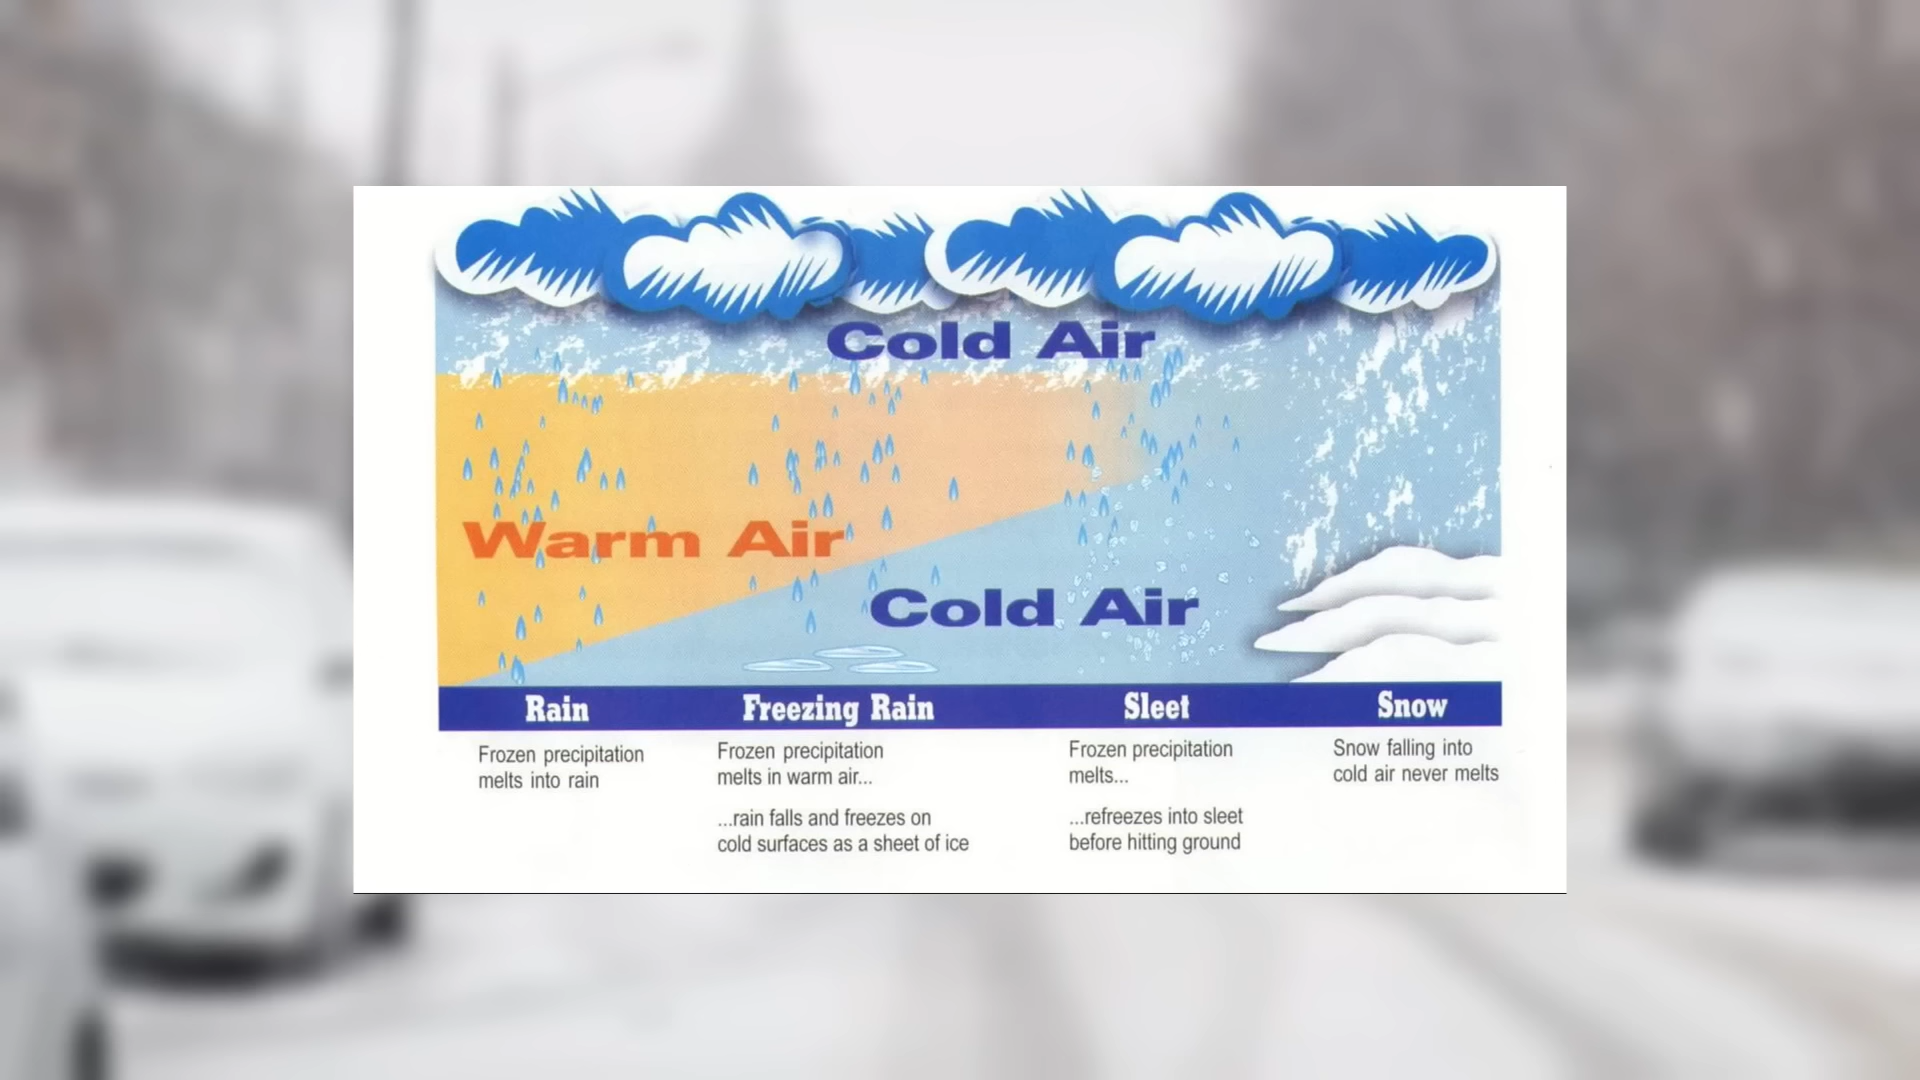 Cold Air
Warm Air
Cold Air
Rain
Freezing Rain
Sleet
Snow
Frozen precipitation
melts into rain
Frozen precipitation
melts in warm air...
...rain falls and freezes on
cold surfaces as a sheet of ice
Frozen precipitation
melts...
...refreezes into sleet
before hitting ground
Snow falling into
cold air never melts